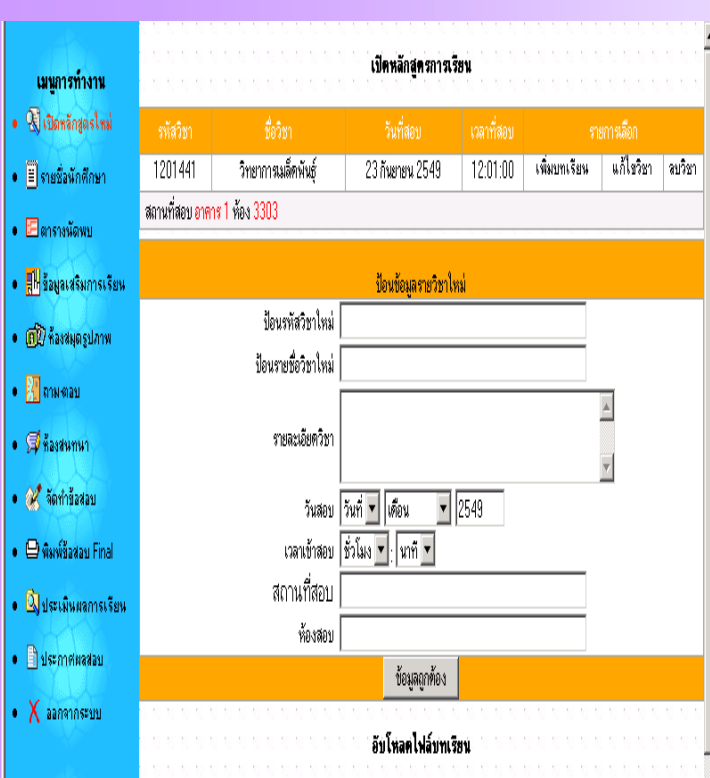 เมนูการทำงาน
เปิดหลักสูตรใหม่
รายชื่อนักศึกษา
ตารางนัดพบ
ข้อมูลเสริมการเรียน
ห้องสมุดรูปภาพ
ถาม-ตอบ
ห้องสนทนา
จัดทำข้อสอบ
พิมพ์ข้อสอบ Final
ประเมินผลการเรียน
ประกาศผลสอบ
ออกจากระบบ
เปิดหลักสูตรการเรียน
รหัสวิชา ชื่อวิชา วันที่สอบ เวลาที่สอบ รายการเลือก
1201441 วิทยาการเมล็ดพันธุ์ 23 กันยายน 2549 12:01:00 เพิ่มบทเรียน แก้ไขวิชา ลบวิชา
สถานที่สอบ อาคาร 1 ห้อง 3303
ป้อนข้อมูลรายวิชาใหม่
ป้อนรหัสวิชาใหม่
ป้อนรายชื่อวิชาใหม่
รายละเอียดวิชา
วันสอบ วันที่ เดือน 2549
เวลาเข้าสอบ ชั่วโมง : นาที
สถานที่สอบ
ห้องสอบ
ข้อมูลถูกต้อง
อับโหลดไฟล์บทเรียน